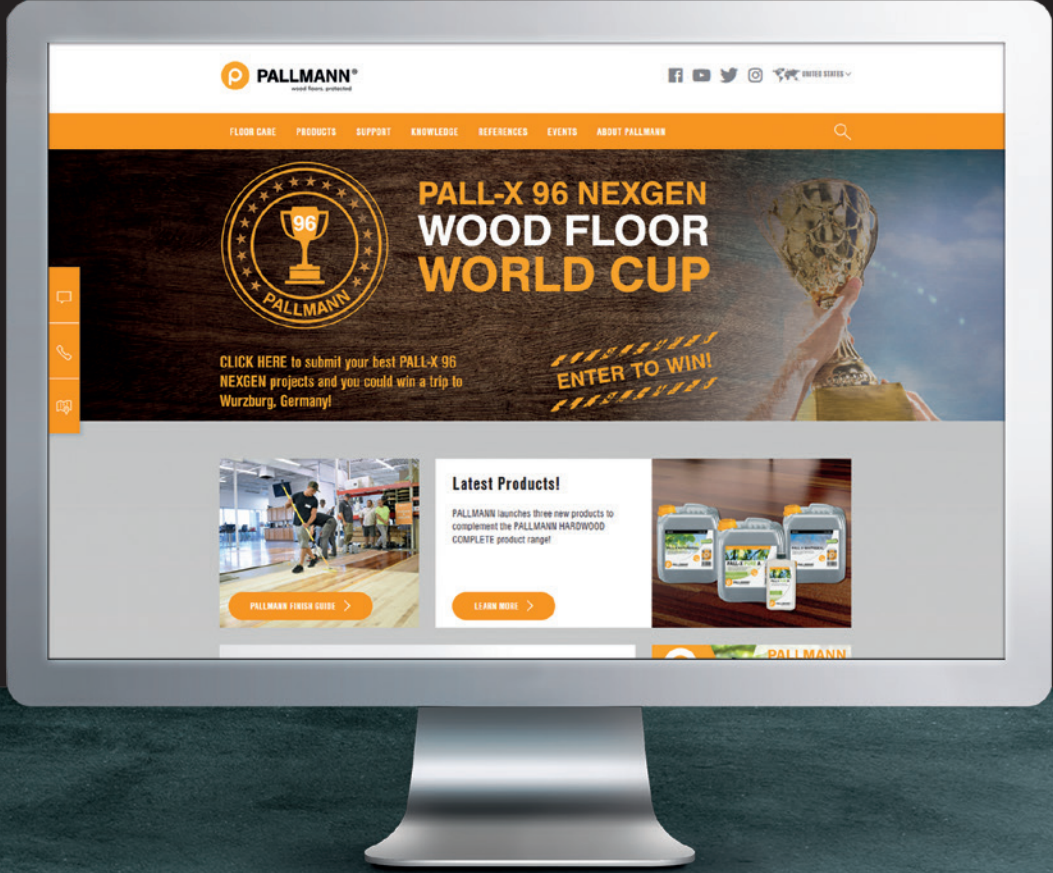 PALLMANN®
wood floors, protected
UNITED STATES
FLOOR CARE PRODUCTS SUPPORT KNOWLEDGE REFERENCES EVENTS ABOUT PALLMANN
96
PALLMANN
PALL-X 96 NEXGEN
WOOD FLOOR
WORLD CUP
CLICK HERE to submit your best PALL-X 96
NEXGEN projects and you could win a trip to
Wurzburg, Germany!
ENTER TO WIN!
PALLMANN FINISH GUIDE
Latest Products!
PALLMANN launches three new products to
complement the PALLMANN HARDWOOD
COMPLETE product range!
LEARN MORE
PALLMANN